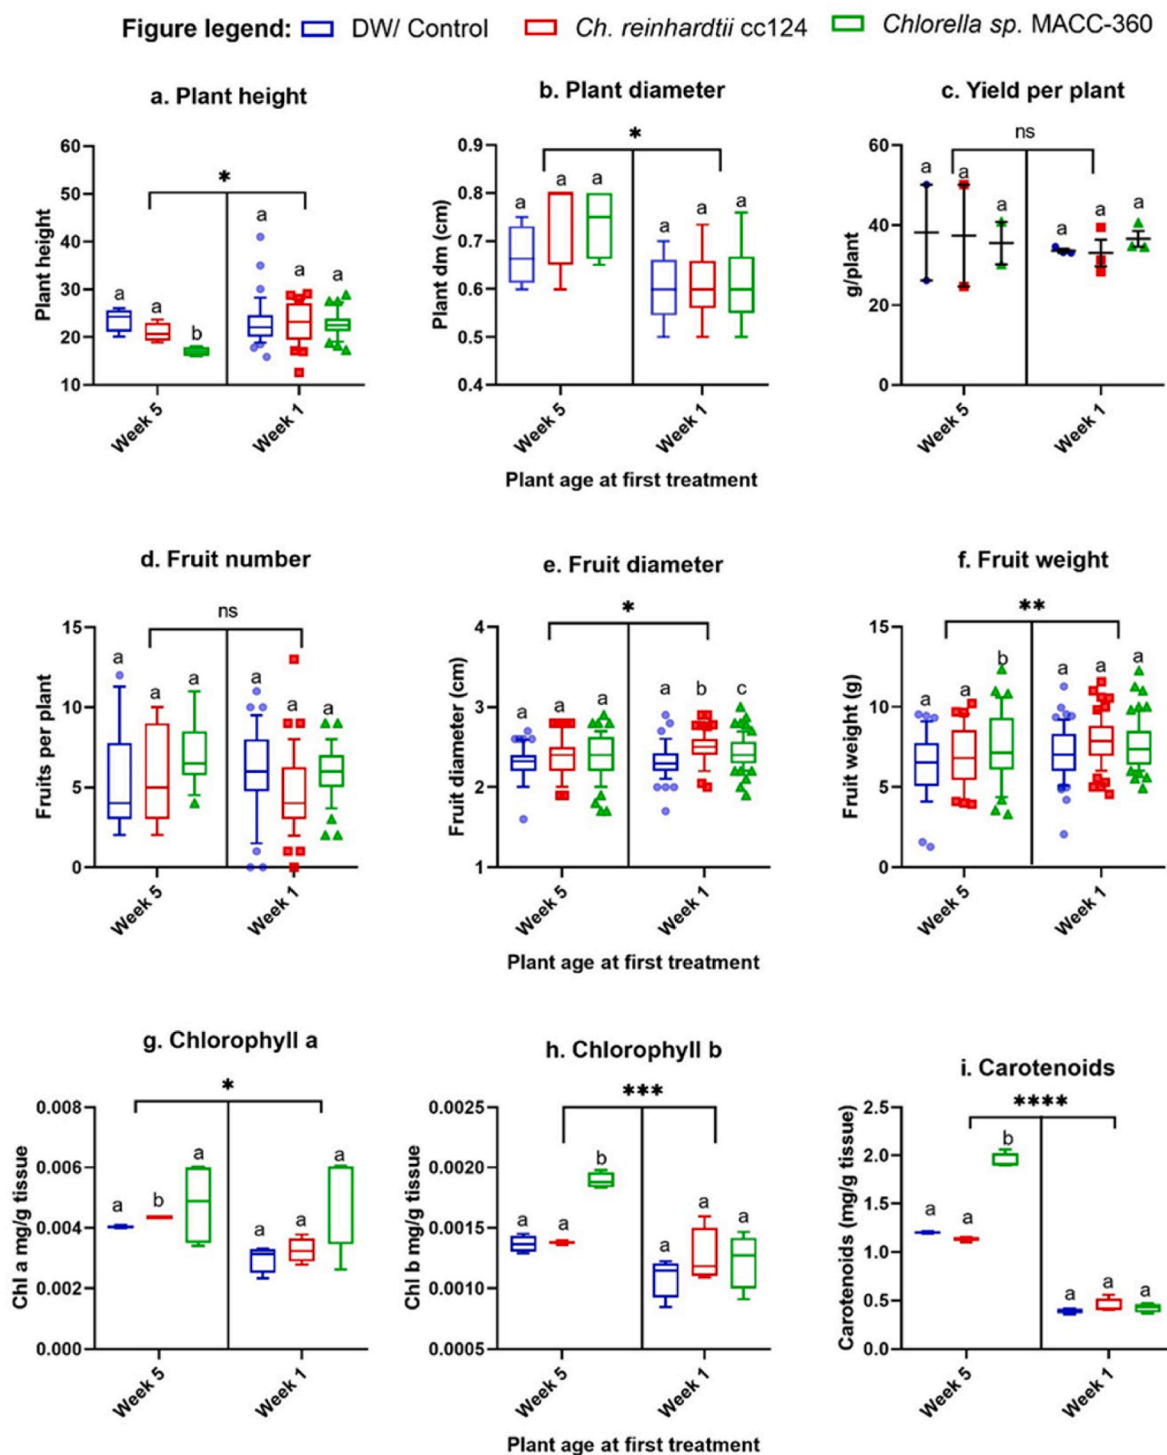 Figure legend: DW/ Control Ch. reinhardtii cc124 Chlorella sp. MACC-360
a. Plant height
Plant height
60
50
40
30
20
10
*
a a b a a a
Week 5 Week 1
b. Plant diameter
Plant dm (cm)
0.9
0.8
0.7
0.6
0.5
0.4
*
a a a a a a
Week 5 Week 1
Plant age at first treatment
c. Yield per plant
g/plant
60
40
20
0
ns
a a a a a a
Week 5 Week 1
d. Fruit number
Fruits per plant
15
10
5
0
ns
a a a a a a
Week 5 Week 1
e. Fruit diameter
Fruit diameter (cm)
4
3
2
1
*
a a a a b c
Week 5 Week 1
Plant age at first treatment
f. Fruit weight
Fruit weight (g)
15
10
5
0
**
a a b a a a
Week 5 Week 1
g. Chlorophyll a
Chl a mg/g tissue
0.008
0.006
0.004
0.002
0.000
*
a b a a a a
Week 5 Week 1
h. Chlorophyll b
Chl b mg/g tissue
0.0025
0.0020
0.0015
0.0010
0.0005
***
a a b a a a
Week 5 Week 1
Plant age at first treatment
i. Carotenoids
Carotenoids (mg/g tissue)
2.5
2.0
1.5
1.0
0.5
0.0
****
a a b a a a
Week 5 Week 1